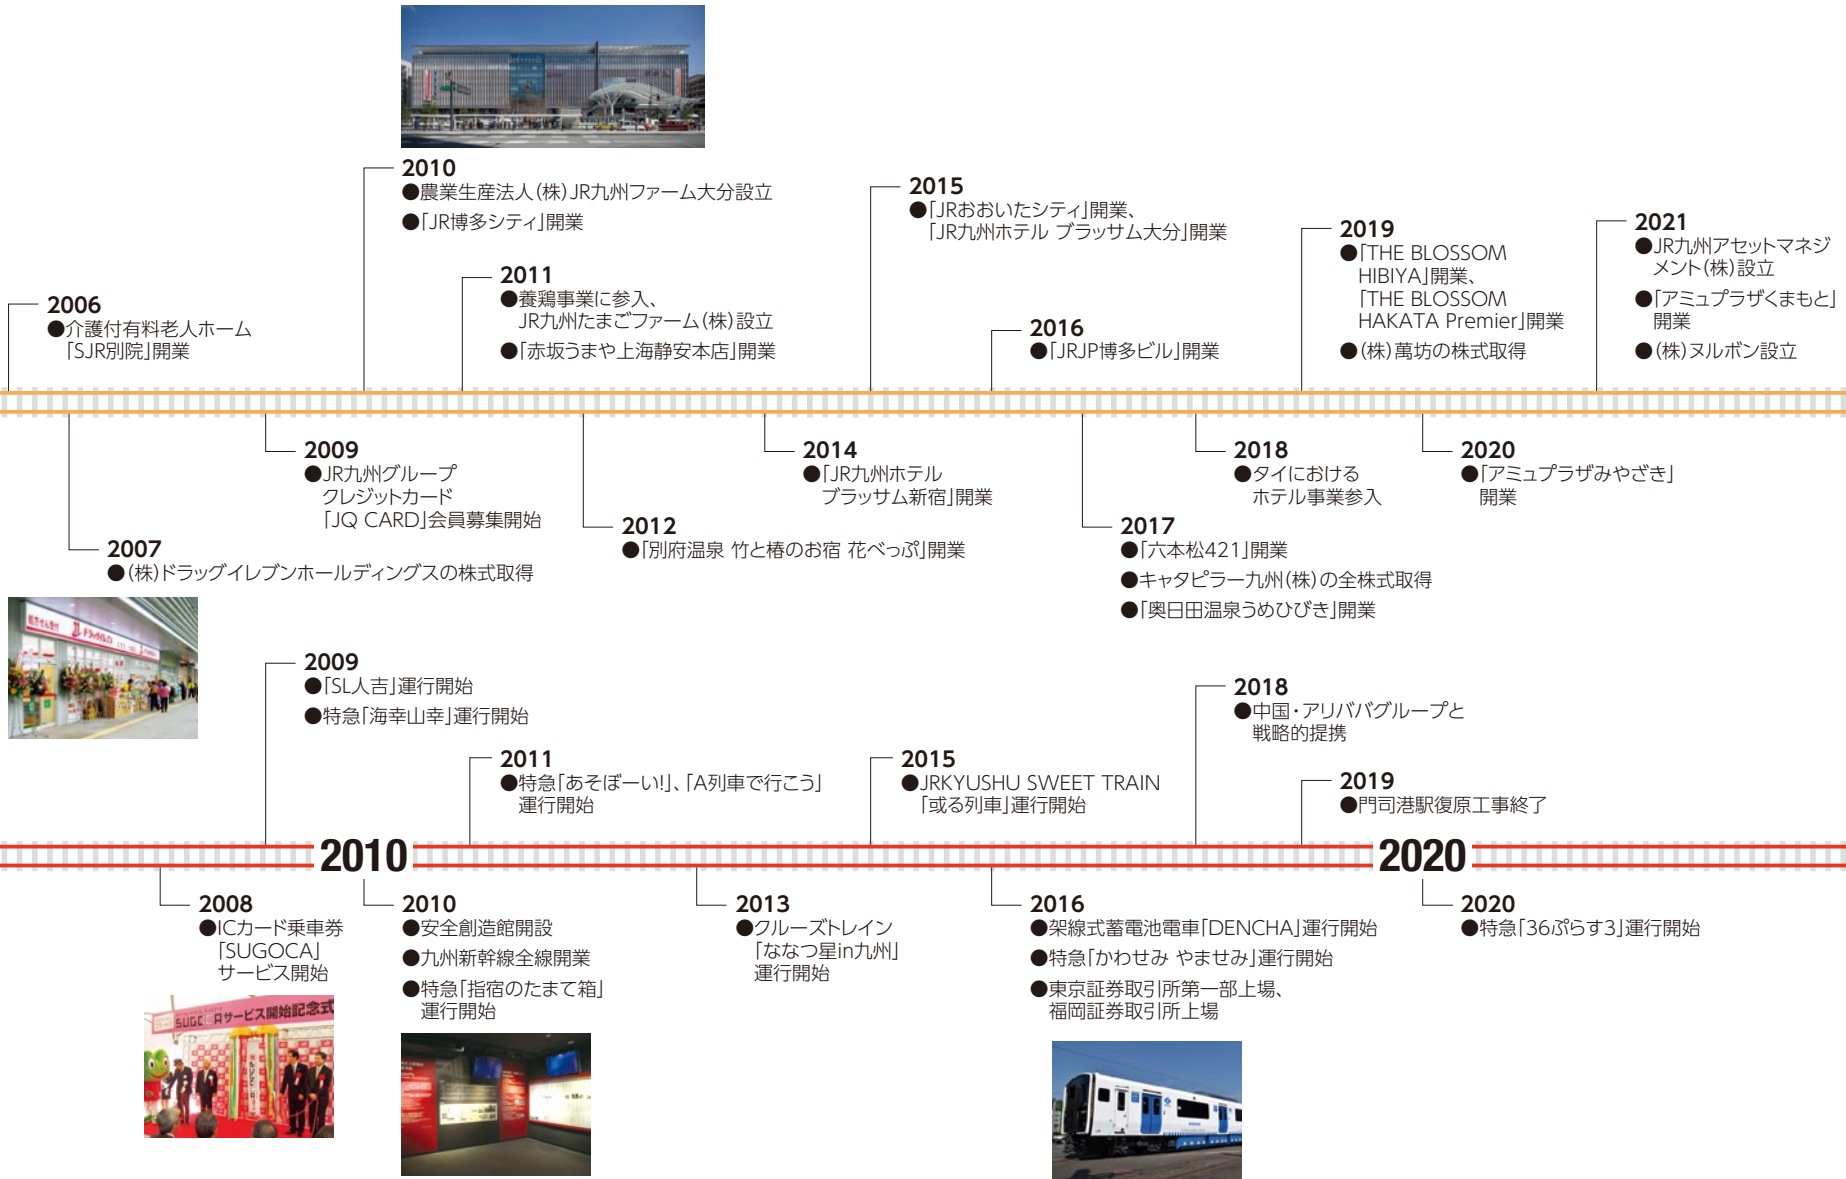 2006
●介護付有料老人ホーム
「SJR別院」開業
2007
●(株)ドラッグイレブンホールディングスの株式取得
2009
●JR九州グループ
クレジットカード
「JQ CARD」会員募集開始
2010
●農業生産法人(株)JR九州ファーム大分設立
●「JR博多シティ」開業
2011
●養鶏事業に参入、
JR九州たまごファーム(株)設立
●「赤坂うまや上海静安本店」開業
2012
●「別府温泉 竹と椿のお宿 花べっぷ」開業
2014
●「JR九州ホテル
ブラッサム新宿」開業
2015
●「JRおおいたシティ」開業、
「JR九州ホテル ブラッサム大分」開業
2016
●「JRJP博多ビル」開業
2017
●「六本松421」開業
●キャタピラー九州(株)の全株式取得
●「奥日田温泉うめひびき」開業
2018
●タイにおける
ホテル事業参入
2019
●「THE BLOSSOM
HIBIYA」開業、
「THE BLOSSOM
HAKATA Premier」開業
●(株)萬坊の株式取得
2020
●「アミュプラザみやざき」
開業
2021
●JR九州アセットマネジ
メント(株)設立
●「アミュプラザくまもと」
開業
●(株)ヌルボン設立
ドラッグイレブン
2008
●ICカード乗車券
「SUGOCA」
サービス開始
SUGOCAサービス開始記念式
2009
●「SL人吉」運行開始
●特急「海幸山幸」運行開始
2010
2010
●安全創造館開設
●九州新幹線全線開業
●特急「指宿のたまて箱」
運行開始
2011
●特急「あそぼーい!」、「A列車で行こう」
運行開始
2013
●クルーズトレイン
「ななつ星in九州」
運行開始
2015
●JRKYUSHU SWEET TRAIN
「或る列車」運行開始
2016
●架線式蓄電池電車「DENCHA」運行開始
●特急「かわせみ やませみ」運行開始
●東京証券取引所第一部上場、
福岡証券取引所上場
2018
●中国・アリババグループと
戦略的提携
2019
●門司港駅復原工事終了
2020
2020
●特急「36ぷらす3」運行開始